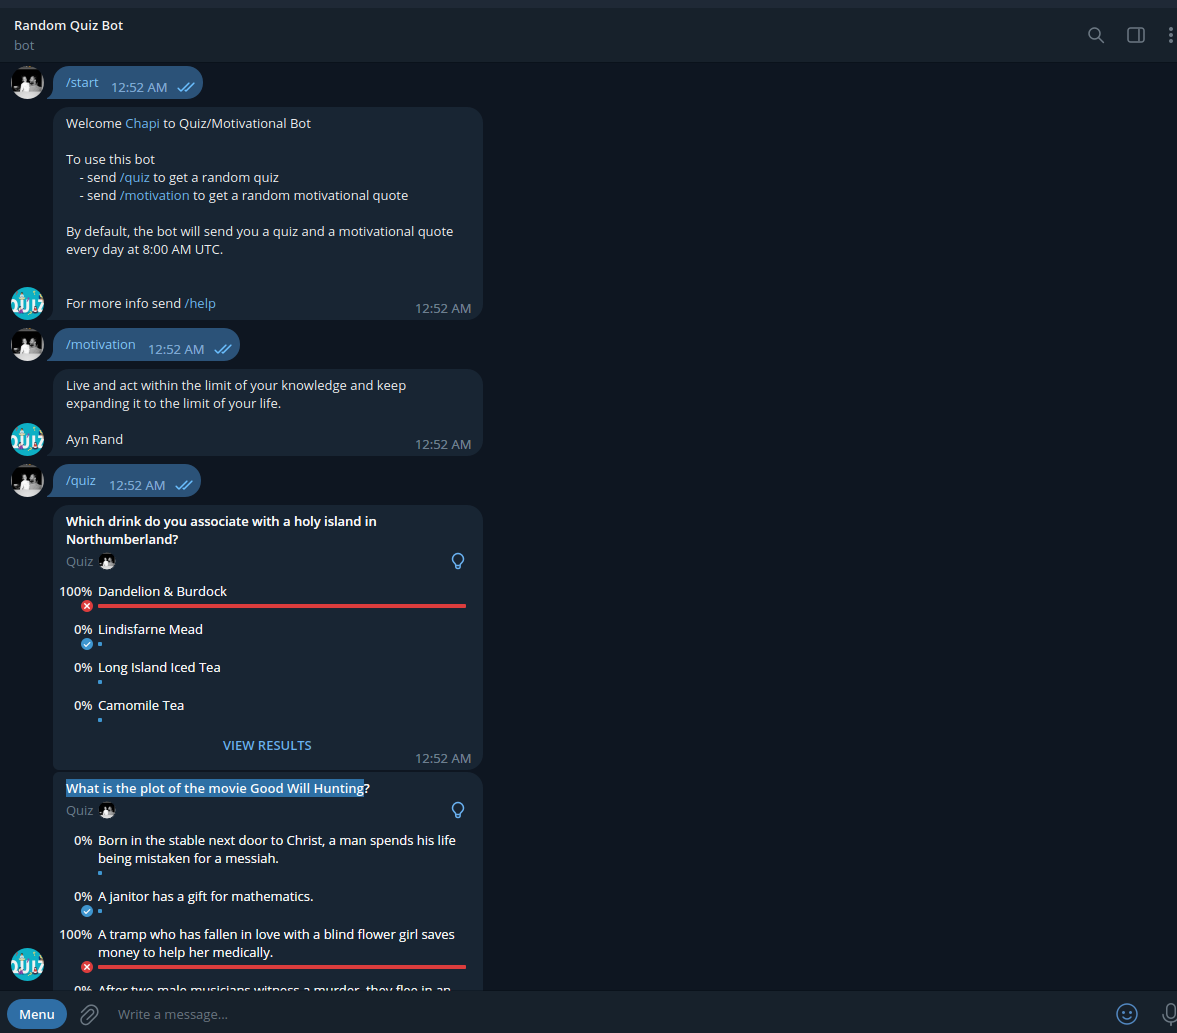 Random Quiz Bot
bot
/start 12:52 AM
Welcome Chapi to Quiz/Motivational Bot
To use this bot
- send /quiz to get a random quiz
- send /motivation to get a random motivational quote
By default, the bot will send you a quiz and a motivational quote
every day at 8:00 AM UTC.
For more info send /help
12:52 AM
/motivation 12:52 AM
Live and act within the limit of your knowledge and keep
expanding it to the limit of your life.
Ayn Rand
12:52 AM
/quiz 12:52 AM
Which drink do you associate with a holy island in
Northumberland?
Quiz
100% Dandelion & Burdock
0% Lindisfarne Mead
0% Long Island Iced Tea
0% Camomile Tea
VIEW RESULTS
12:52 AM
What is the plot of the movie Good Will Hunting?
Quiz
0% Born in the stable next door to Christ, a man spends his life
being mistaken for a messiah.
0% A janitor has a gift for mathematics.
100% A tramp who has fallen in love with a blind flower girl saves
money to help her medically.
0% After two male musicians witness a murder, they flee in an
Menu Write a message...